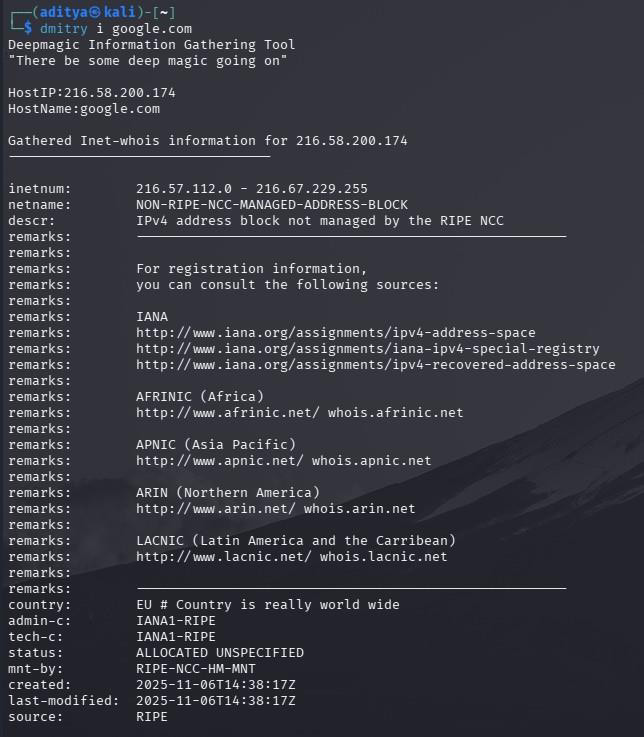 ┌──(aditya㉿kali)-[~]
└─$ dmitry i google.com
Deepmagic Information Gathering Tool
"There be some deep magic going on"

HostIP:216.58.200.174
HostName:google.com

Gathered Inet-whois information for 216.58.200.174
---------------------------------

inetnum:        216.57.112.0 - 216.67.229.255
netname:        NON-RIPE-NCC-MANAGED-ADDRESS-BLOCK
descr:          IPv4 address block not managed by the RIPE NCC
remarks:        ------------------------------------------------------
remarks:
remarks:        For registration information,
remarks:        you can consult the following sources:
remarks:
remarks:        IANA
remarks:        http://www.iana.org/assignments/ipv4-address-space
remarks:        http://www.iana.org/assignments/iana-ipv4-special-registry
remarks:        http://www.iana.org/assignments/ipv4-recovered-address-space
remarks:
remarks:        AFRINIC (Africa)
remarks:        http://www.afrinic.net/ whois.afrinic.net
remarks:
remarks:        APNIC (Asia Pacific)
remarks:        http://www.apnic.net/ whois.apnic.net
remarks:
remarks:        ARIN (Northern America)
remarks:        http://www.arin.net/ whois.arin.net
remarks:
remarks:        LACNIC (Latin America and the Carribean)
remarks:        http://www.lacnic.net/ whois.lacnic.net
remarks:
remarks:        ------------------------------------------------------
country:        EU # Country is really world wide
admin-c:        IANA1-RIPE
tech-c:         IANA1-RIPE
status:         ALLOCATED UNSPECIFIED
mnt-by:         RIPE-NCC-HM-MNT
created:        2025-11-06T14:38:17Z
last-modified:  2025-11-06T14:38:17Z
source:         RIPE